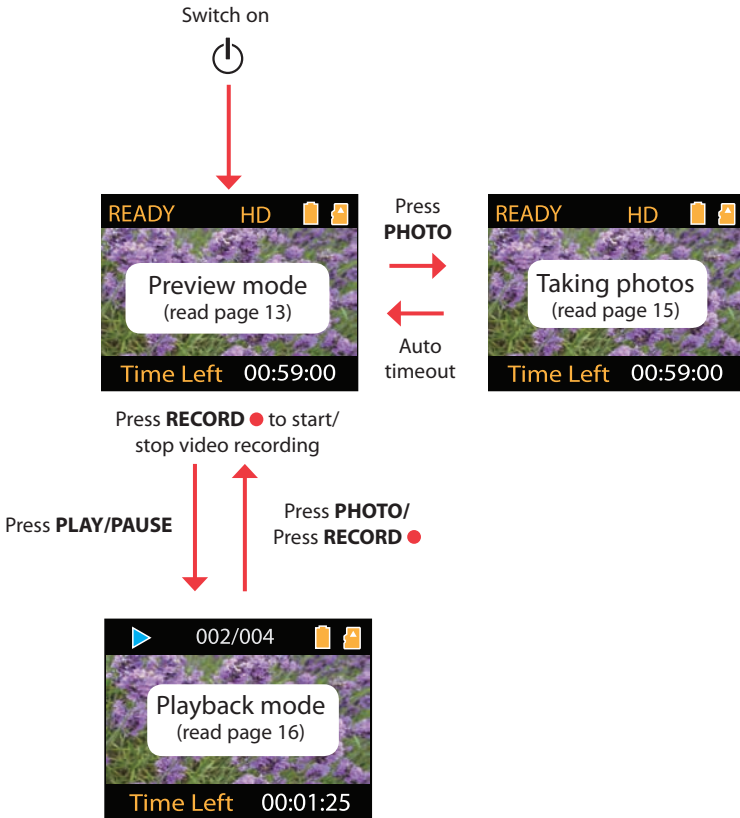 Switch on
READY HD
Preview mode
(read page 13)
Time Left 00:59:00
Press
PHOTO
Auto
timeout
READY HD
Taking photos
(read page 15)
Time Left 00:59:00
Press RECORD ● to start/
stop video recording
Press PLAY/PAUSE
Press PHOTO/
Press RECORD ●
002/004
Playback mode
(read page 16)
Time Left 00:01:25